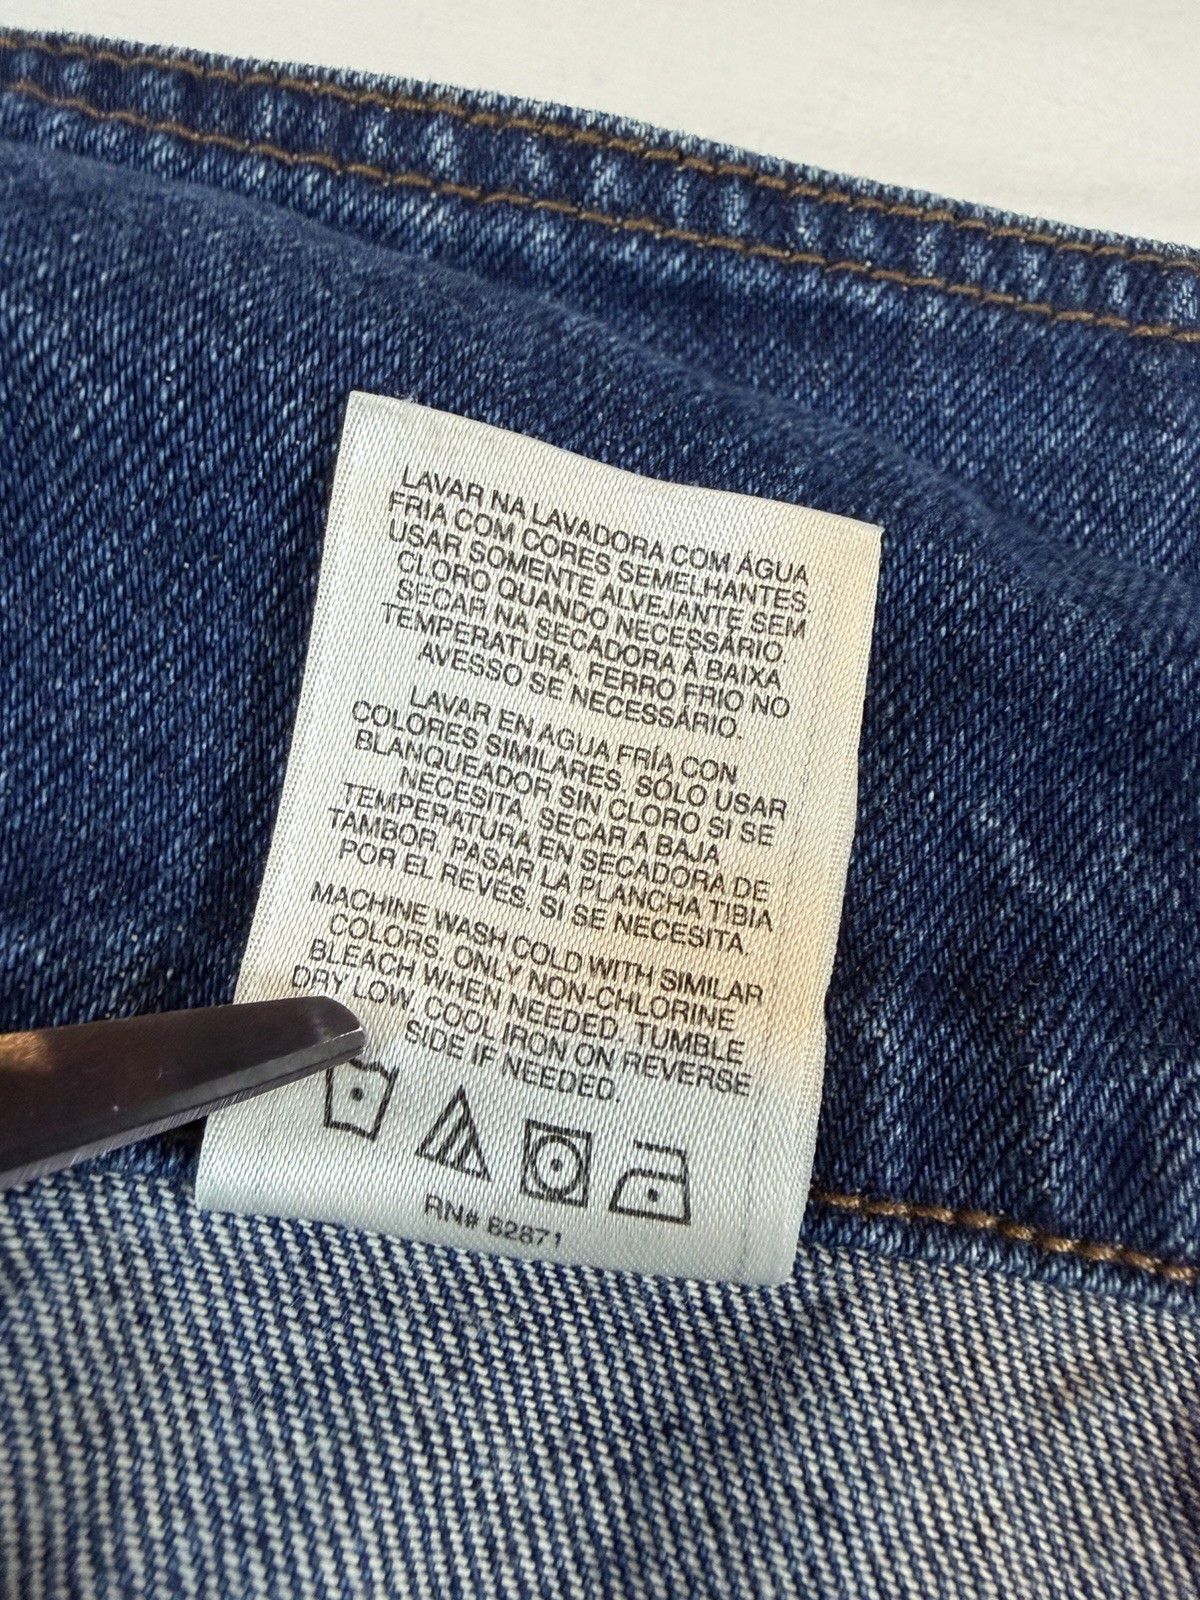 LAVAR NA LAVADORA COM ÁGUA
FRIA COM CORES SEMELHANTES.
USAR SOMENTE ALVEJANTE SEM
CLORO QUANDO NECESSÁRIO.
SECAR NA SECADORA À BAIXA
TEMPERATURA. FERRO FRIO NO
AVESSO SE NECESSÁRIO.
LAVAR EN AGUA FRÍA CON
COLORES SIMILARES. SÓLO USAR
BLANQUEADOR SIN CLORO SI SE
NECESITA. SECAR A BAJA
TEMPERATURA EN SECADORA DE
TAMBOR. PASAR LA PLANCHA TIBIA
POR EL REVES. SI SE NECESITA.
MACHINE WASH COLD WITH SIMILAR
COLORS. ONLY NON-CHLORINE
BLEACH WHEN NEEDED. TUMBLE
DRY LOW. COOL IRON ON REVERSE
SIDE IF NEEDED.
RN# 62871